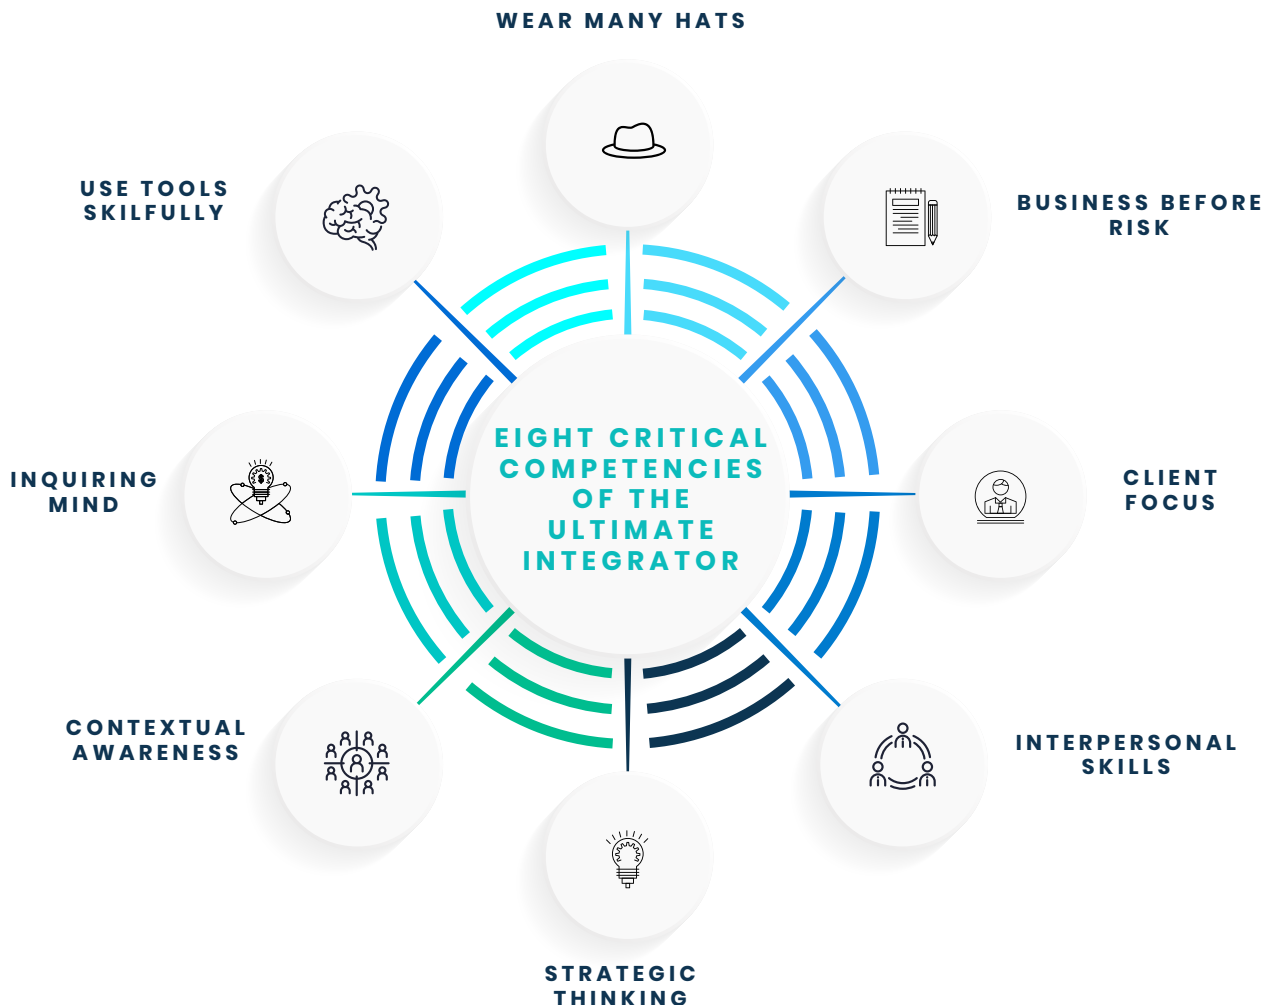 WEAR MANY HATS
BUSINESS BEFORE
RISK
CLIENT
FOCUS
INTERPERSONAL
SKILLS
STRATEGIC
THINKING
CONTEXTUAL
AWARENESS
INQUIRING
MIND
USE TOOLS
SKILFULLY
EIGHT CRITICAL
COMPETENCIES
OF THE
ULTIMATE
INTEGRATOR